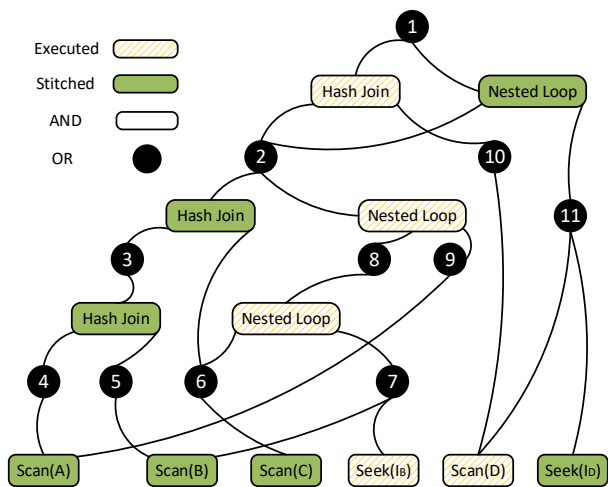 1
Executed
Stitched
AND
OR
Hash Join
Nested Loop
2
10
Hash Join
Nested Loop
11
3
8
9
Hash Join
Nested Loop
4
5
6
7
Scan(A)
Scan(B)
Scan(C)
Seek(IB)
Scan(D)
Seek(ID)